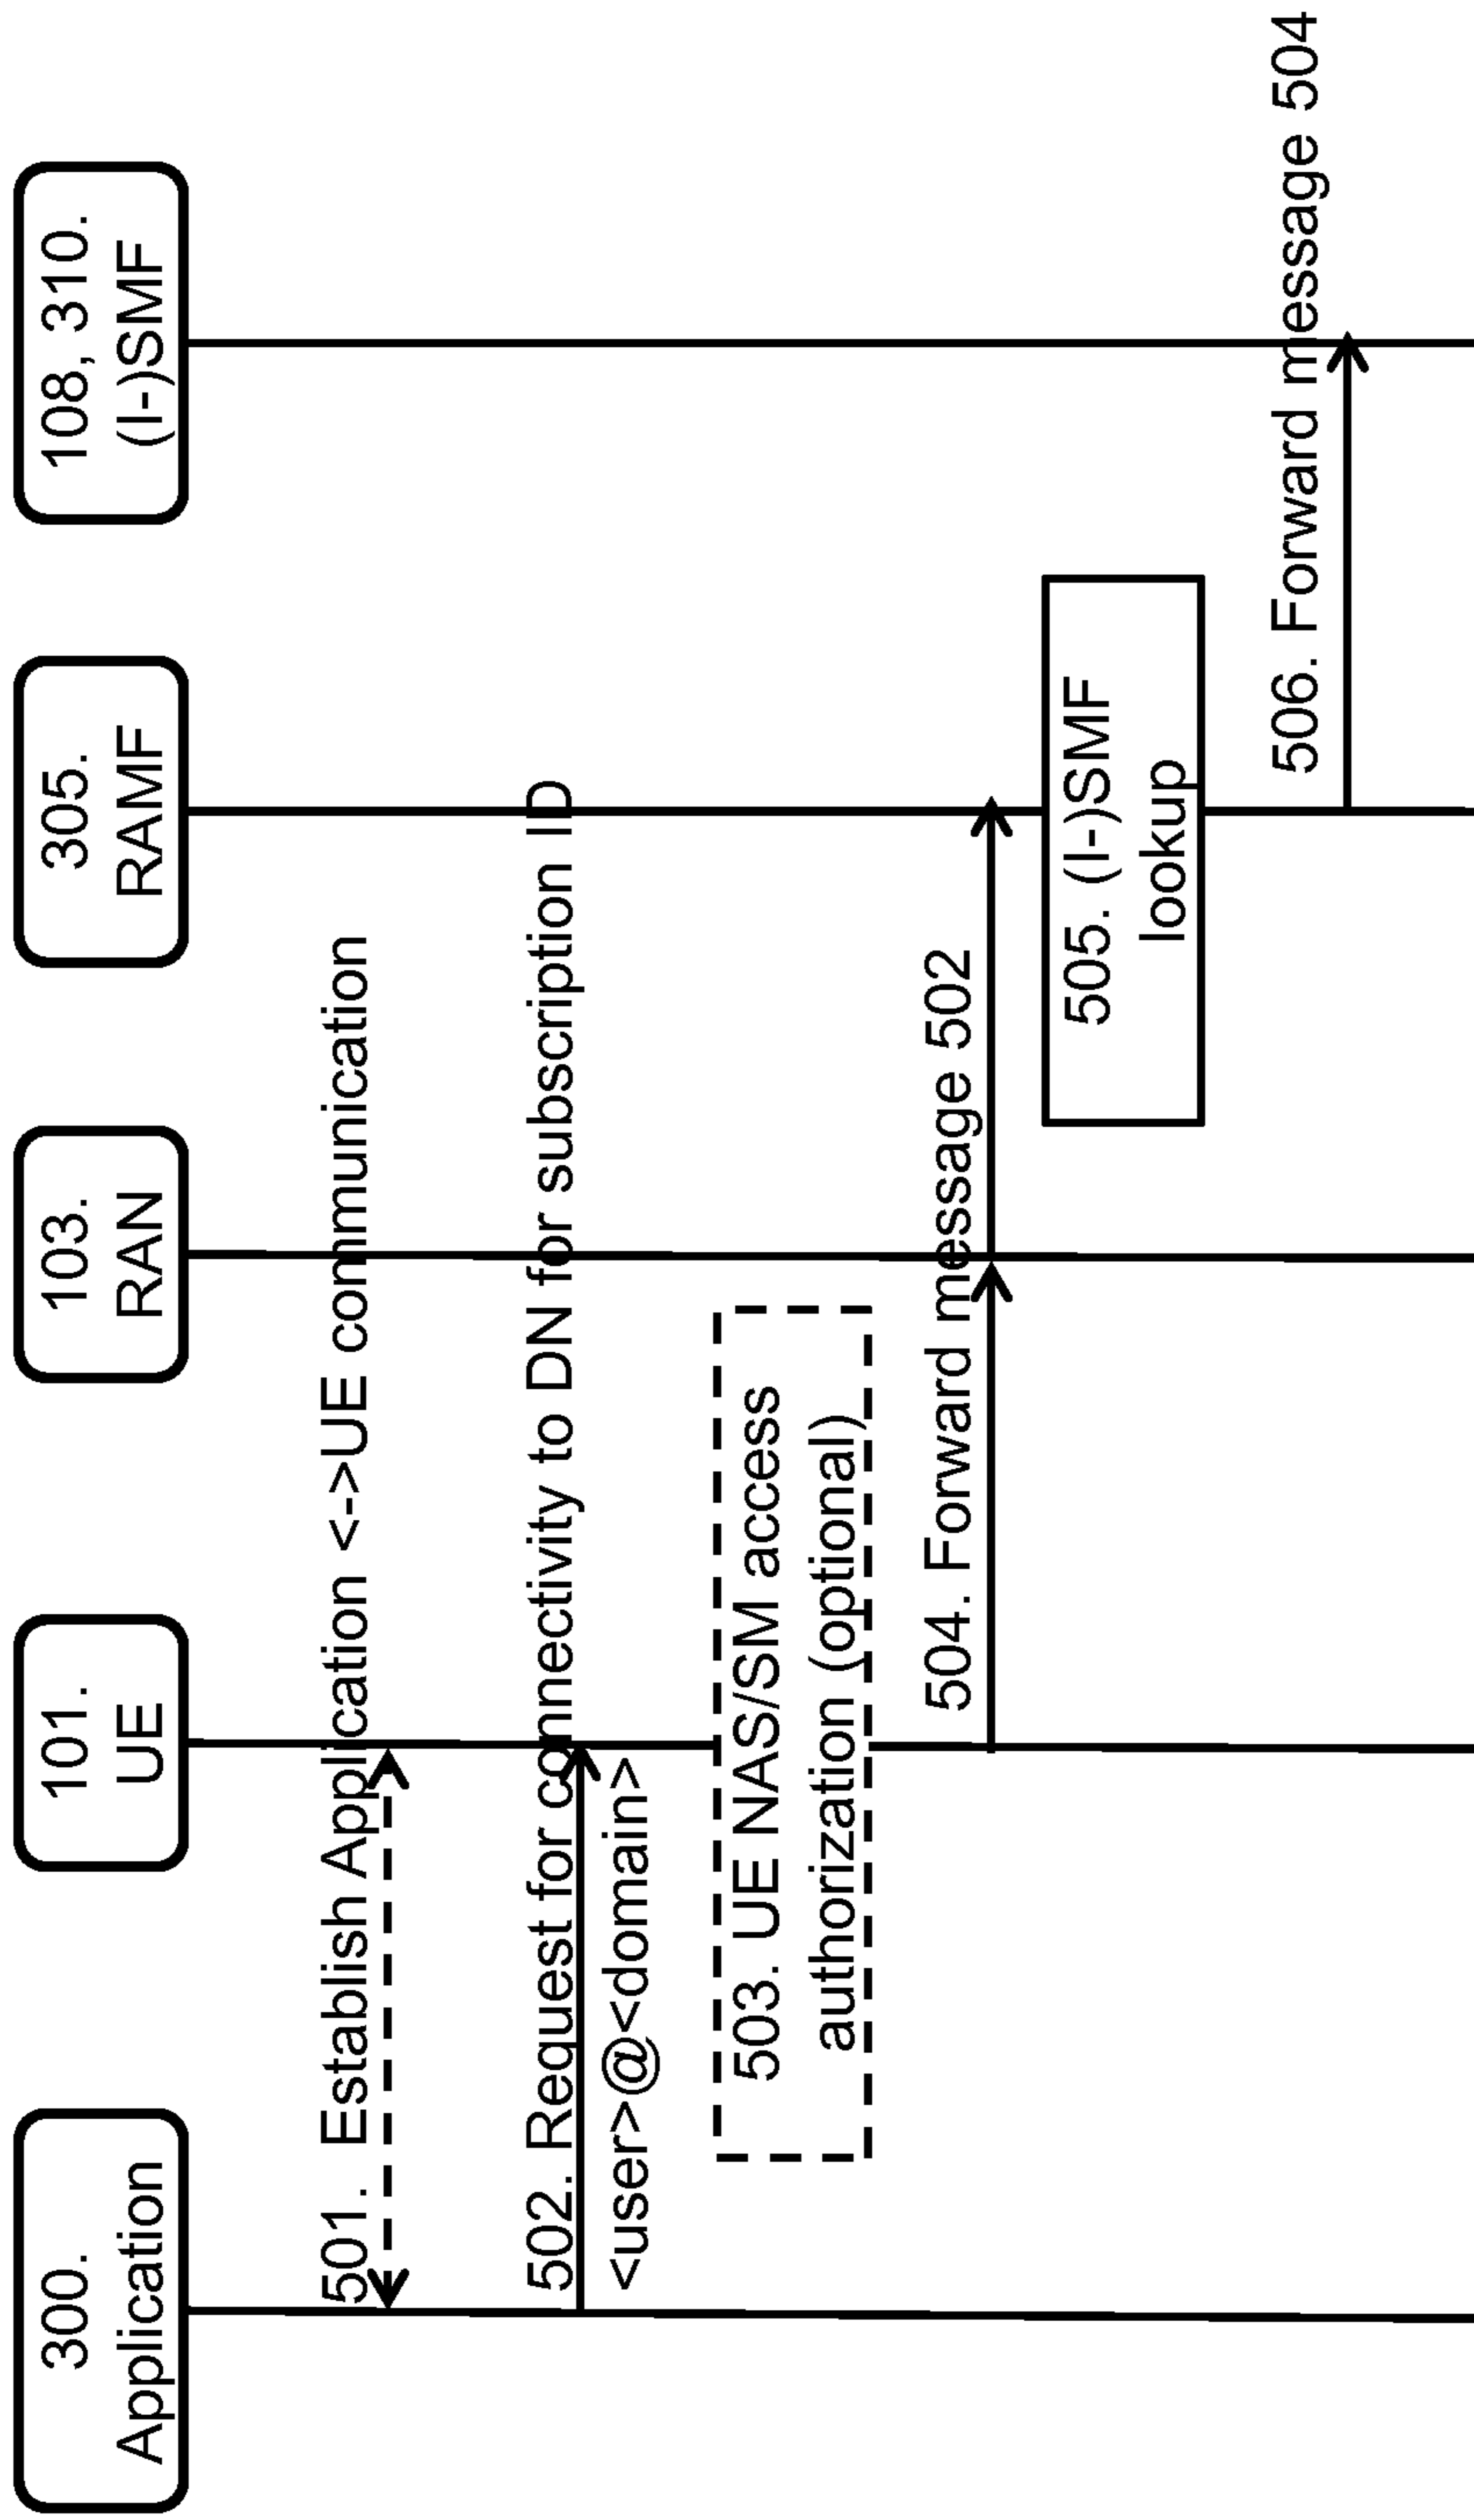 300.
Application
101.
UE
103.
RAN
305.
RAMF
108, 310.
(I-)SMF
501. Establish Application <->UE communication
502. Request for connectivity to DN for subscription ID
<user>@<domain>
503. UE NAS/SM access
authorization (optional)
504. Forward message 502
505. (I-)SMF
lookup
506. Forward message 504